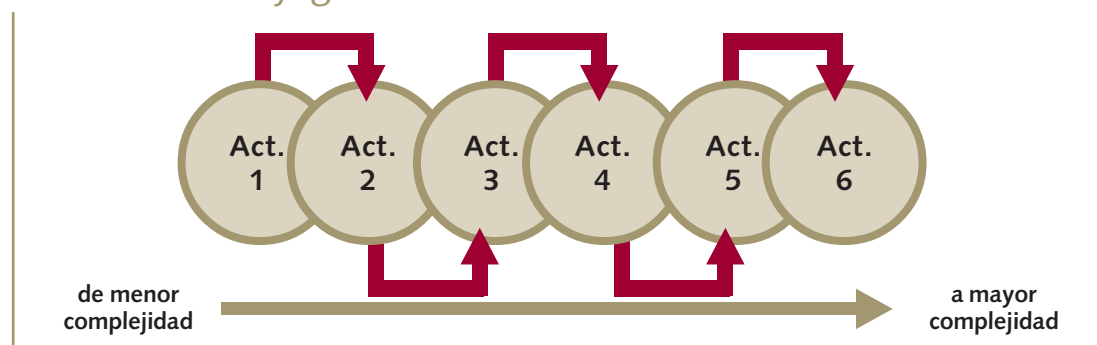 Act.
1
Act.
2
Act.
3
Act.
4
Act.
5
Act.
6
de menor
complejidad
a mayor
complejidad